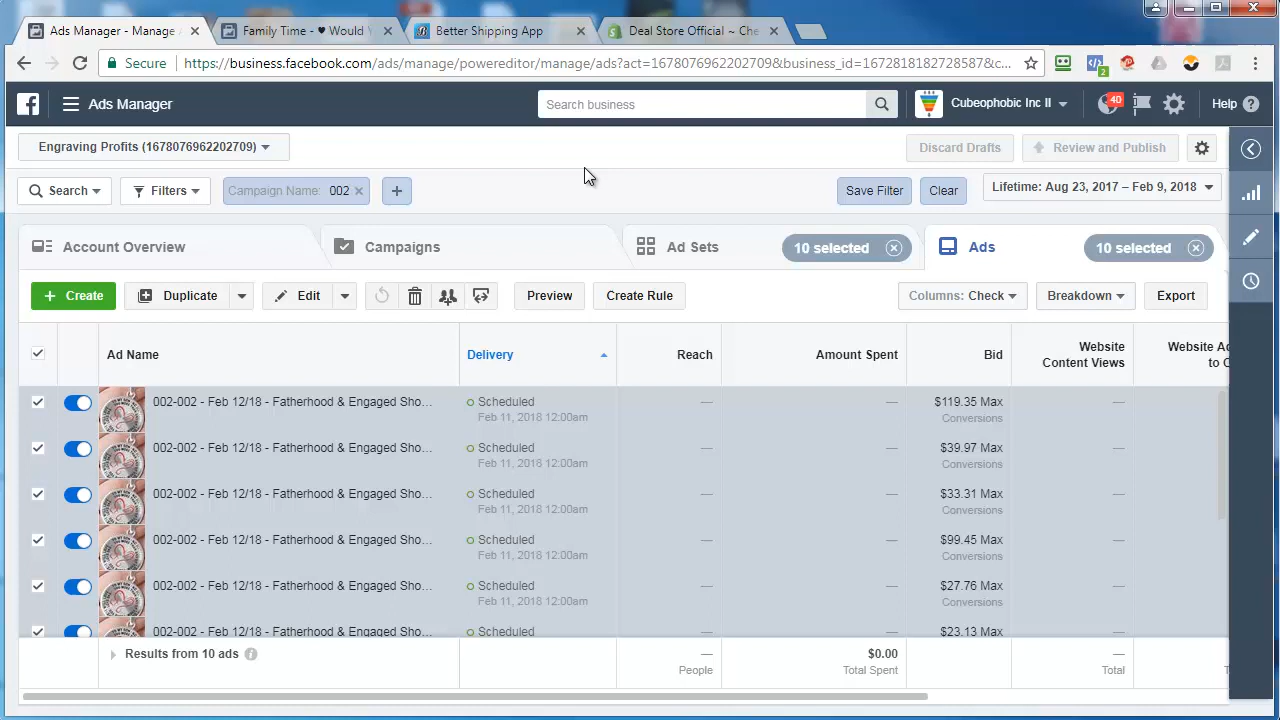 Ads Manager - Manage
Family Time - ♥ Would
Better Shipping App
Deal Store Official ~ Che
Secure
https://business.facebook.com/ads/manage/powereditor/manage/ads?act=1678076962202709&business_id=1672818182728587&c...
2
Ads Manager
Search business
Cubeophobic Inc II
40
Help
Engraving Profits (1678076962202709)
Discard Drafts
Review and Publish
Search
Filters
Campaign Name: 002
Save Filter
Clear
Lifetime: Aug 23, 2017 – Feb 9, 2018
Account Overview
Campaigns
Ad Sets
10 selected
Ads
10 selected
+ Create
Duplicate
Edit
Preview
Create Rule
Columns: Check
Breakdown
Export
Ad Name
Delivery
Reach
Amount Spent
Bid
Website
Content Views
Website Ad
to C
002-002 - Feb 12/18 - Fatherhood & Engaged Sho...
Scheduled
Feb 11, 2018 12:00am
—
—
$119.35 Max
Conversions
—
002-002 - Feb 12/18 - Fatherhood & Engaged Sho...
Scheduled
Feb 11, 2018 12:00am
—
—
$39.97 Max
Conversions
—
002-002 - Feb 12/18 - Fatherhood & Engaged Sho...
Scheduled
Feb 11, 2018 12:00am
—
—
$33.31 Max
Conversions
—
002-002 - Feb 12/18 - Fatherhood & Engaged Sho...
Scheduled
Feb 11, 2018 12:00am
—
—
$99.45 Max
Conversions
—
002-002 - Feb 12/18 - Fatherhood & Engaged Sho...
Scheduled
Feb 11, 2018 12:00am
—
—
$27.76 Max
Conversions
—
002-002 - Feb 12/18 - Fatherhood & Engaged Sho...
Scheduled
—
—
$23.13 Max
—
Results from 10 ads
—
People
$0.00
Total Spent
—
Total